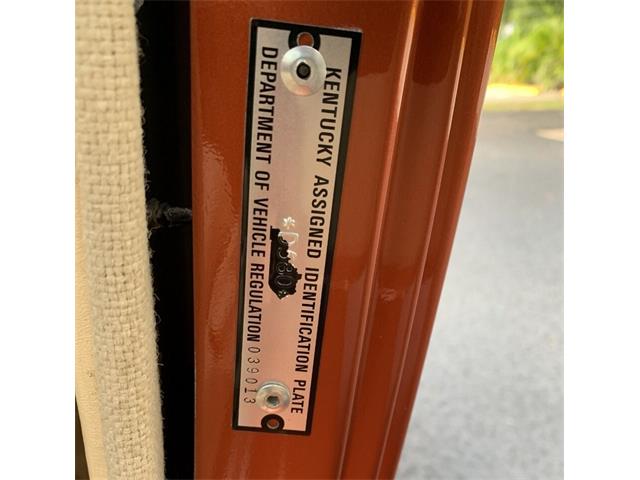 KENTUCKY ASSIGNED IDENTIFICATION PLATE
DEPARTMENT OF VEHICLE REGULATION 039013